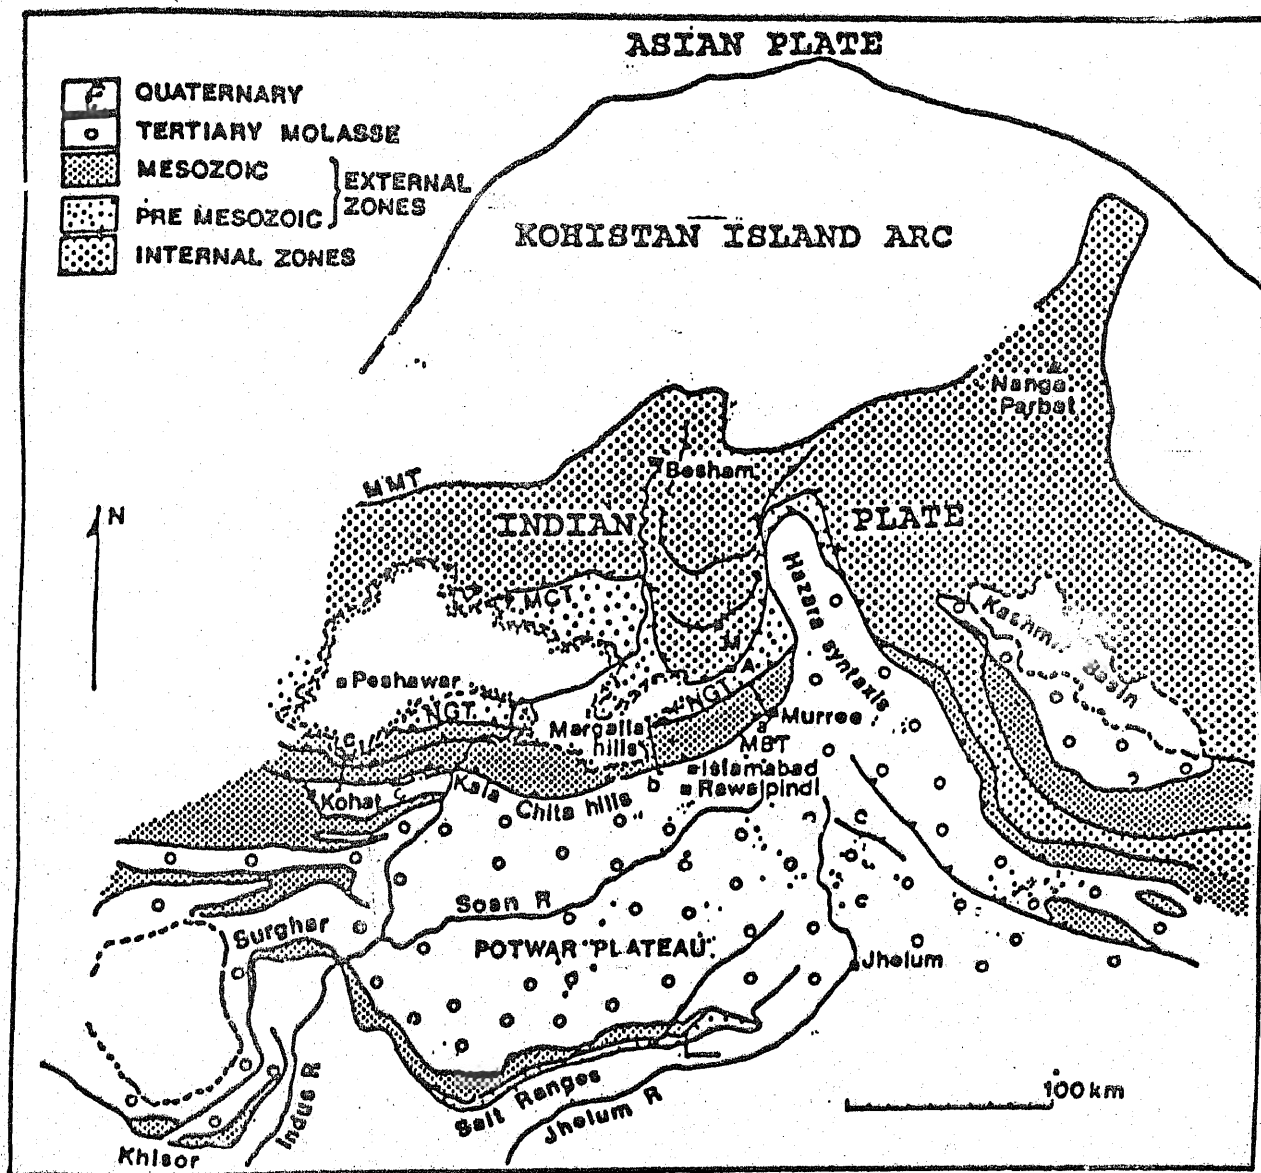 ASIAN PLATE
QUATERNARY
TERTIARY MOLASSE
MESOZOIC
PRE MESOZOIC
EXTERNAL
ZONES
INTERNAL ZONES
KOHISTAN ISLAND ARC
Nanga
Parbat
MMT
Besham
N
INDIAN
PLATE
MCT
Hazara syntaxis
Kashmir Basin
M
A
Peshawar
NGT
NGT
Margalla
hills
Murree
a
MBT
Islamabad
Rawalpindi
b
Kohat
C
c
Kala Chita hills
Soan R
Surghar
POTWAR "PLATEAU"
Jhelum
Salt Ranges
Jhelum R
Indus R
Khisor
100 km